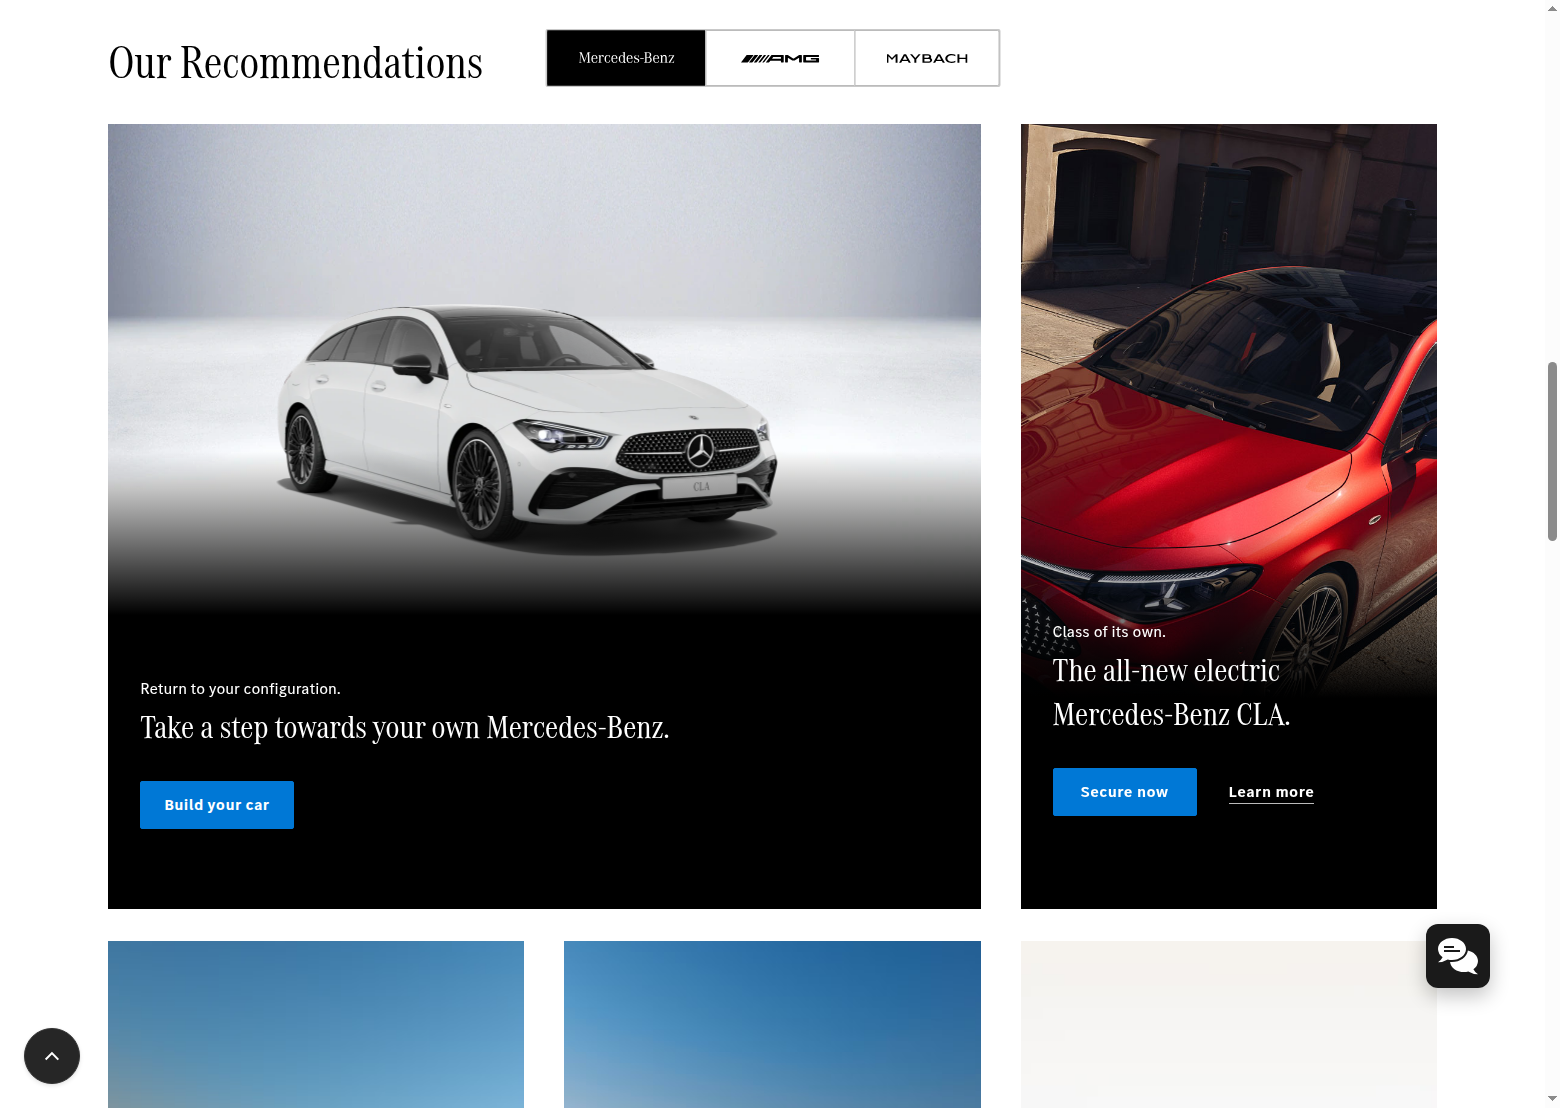 Our Recommendations
Mercedes-Benz
AMG
MAYBACH
CLA
Return to your configuration.
Take a step towards your own Mercedes-Benz.
Build your car
Class of its own.
The all-new electric
Mercedes-Benz CLA.
Secure now
Learn more